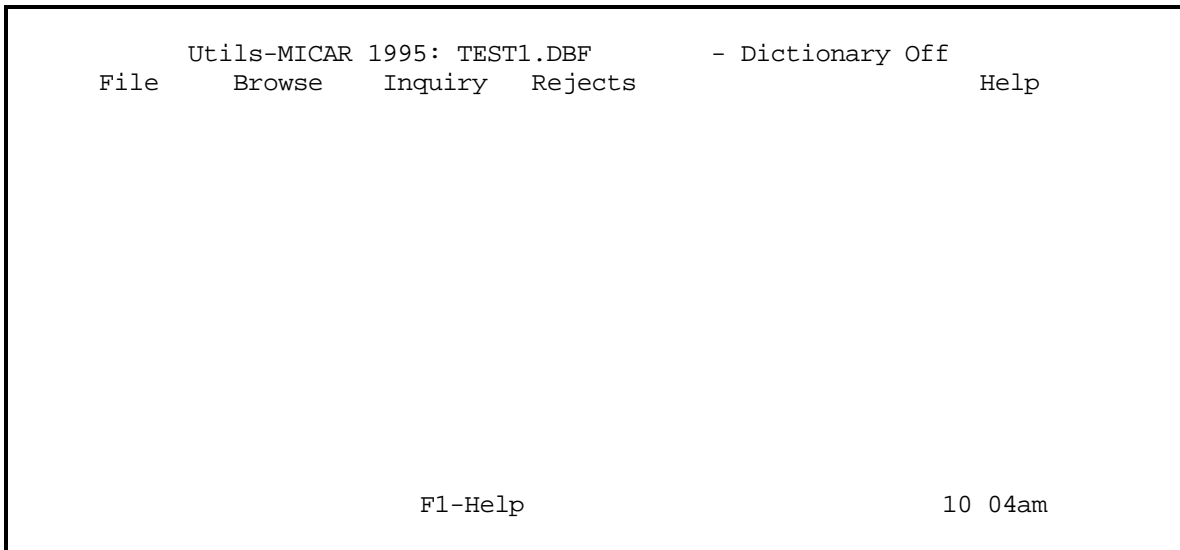 Utils-MICAR 1995: TEST1.DBF - Dictionary Off
File Browse Inquiry Rejects Help
F1-Help 10 04am